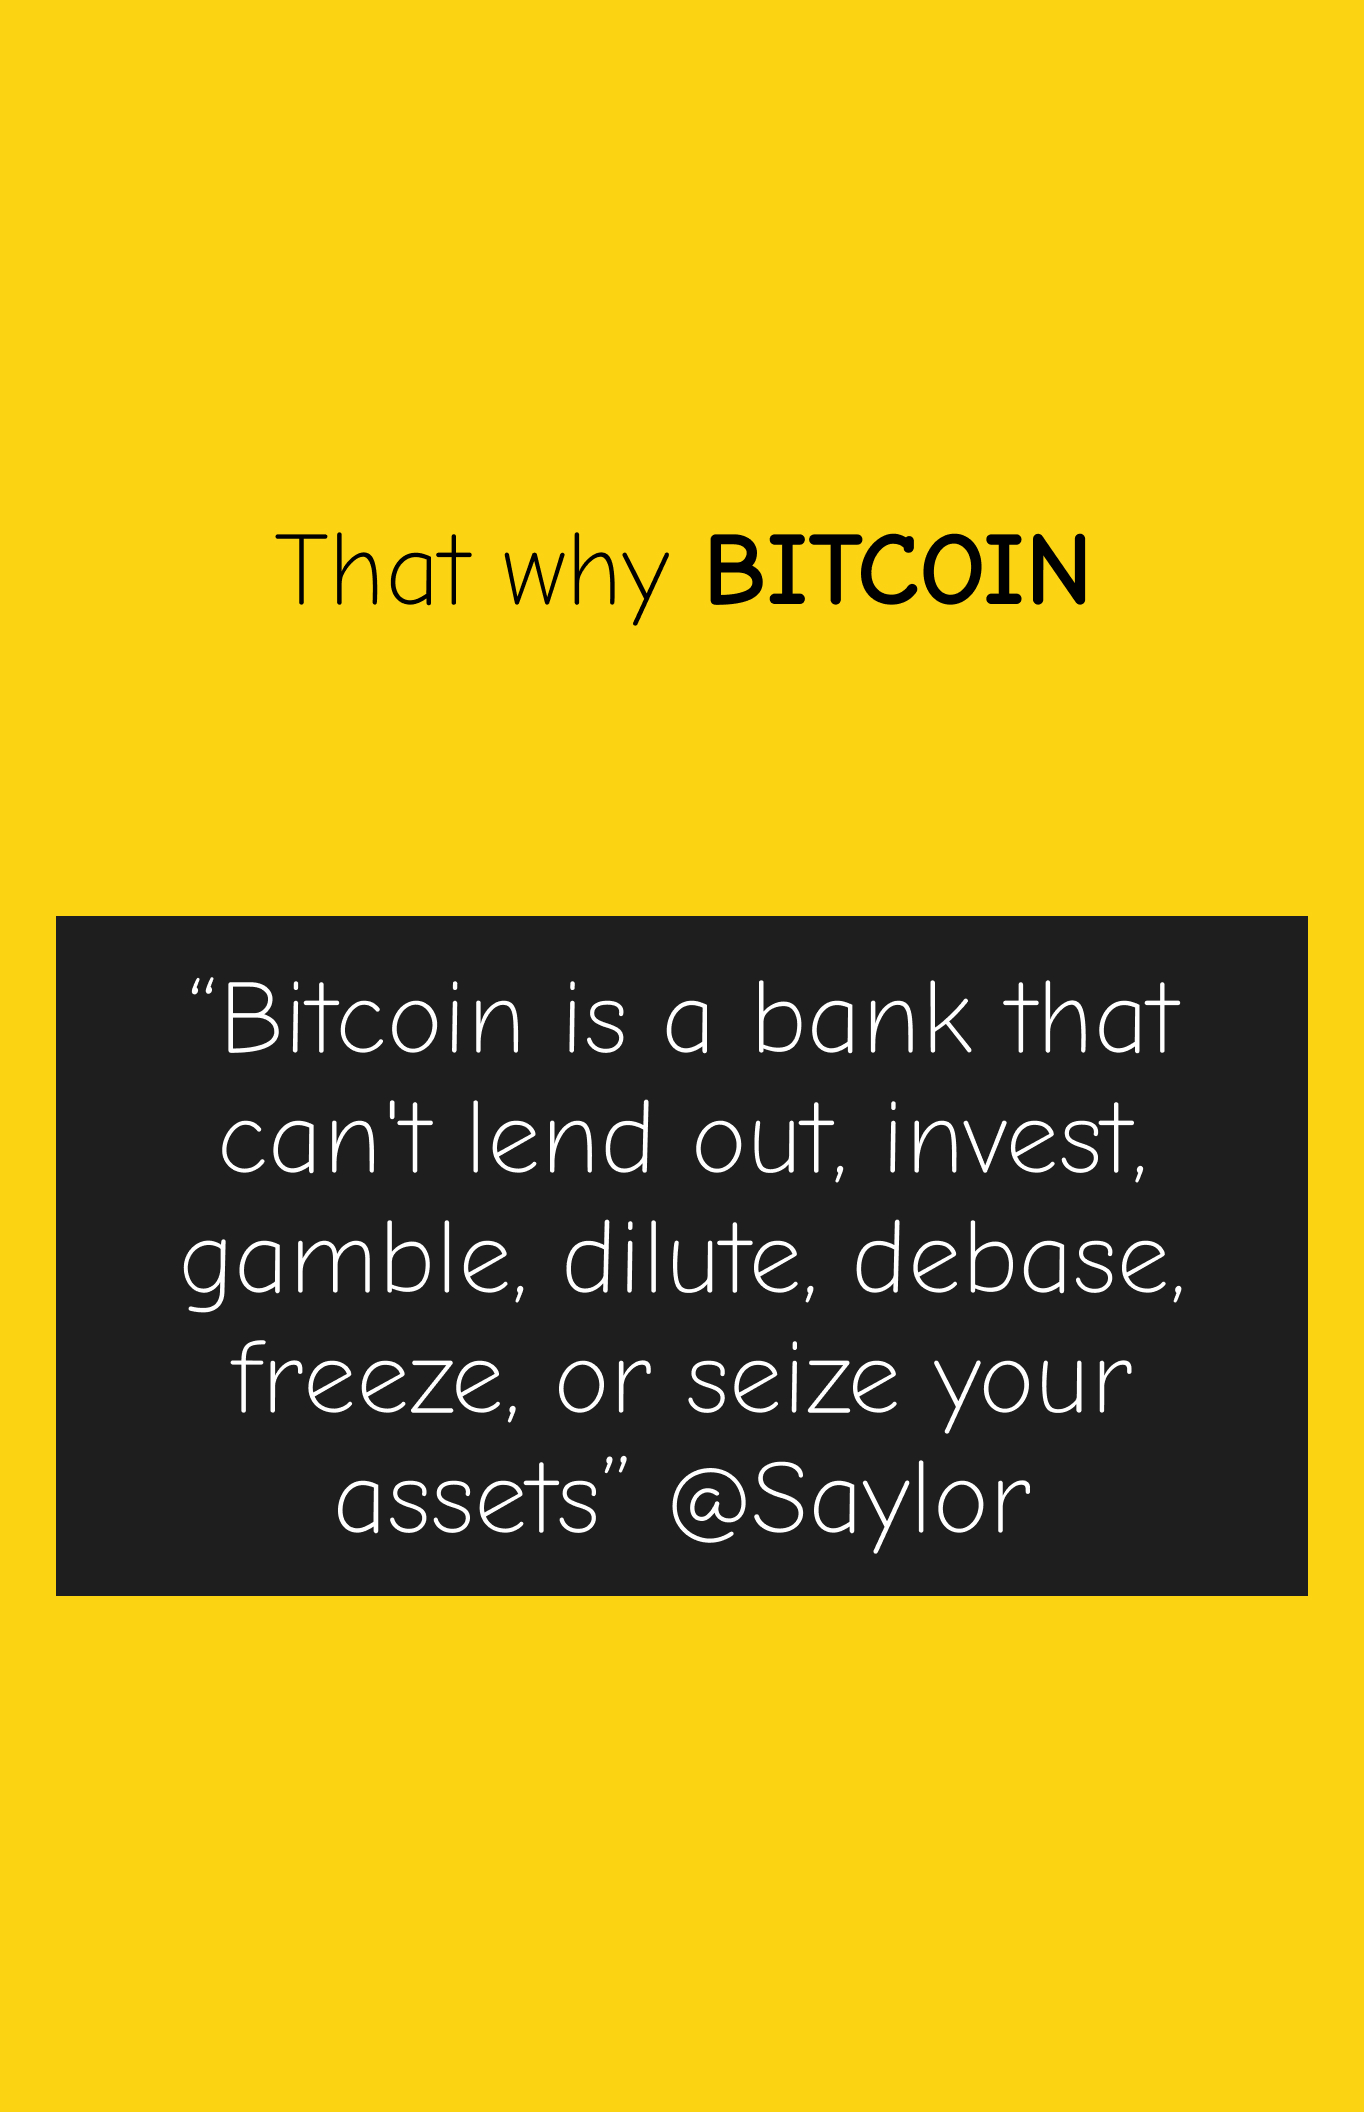 That why BITCOIN
“Bitcoin is a bank that
can't lend out, invest,
gamble, dilute, debase,
freeze, or seize your
assets” @Saylor